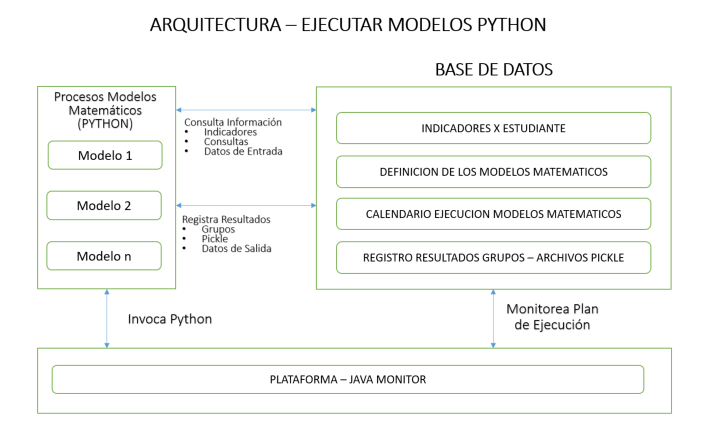 ARQUITECTURA – EJECUTAR MODELOS PYTHON
BASE DE DATOS
Procesos Modelos
Matemáticos
(PYTHON)
Modelo 1
Modelo 2
Modelo n
Consulta Información
• Indicadores
• Consultas
• Datos de Entrada
Registra Resultados
• Grupos
• Pickle
• Datos de Salida
INDICADORES X ESTUDIANTE
DEFINICION DE LOS MODELOS MATEMATICOS
CALENDARIO EJECUCION MODELOS MATEMATICOS
REGISTRO RESULTADOS GRUPOS – ARCHIVOS PICKLE
Invoca Python
Monitorea Plan
de Ejecución
PLATAFORMA – JAVA MONITOR